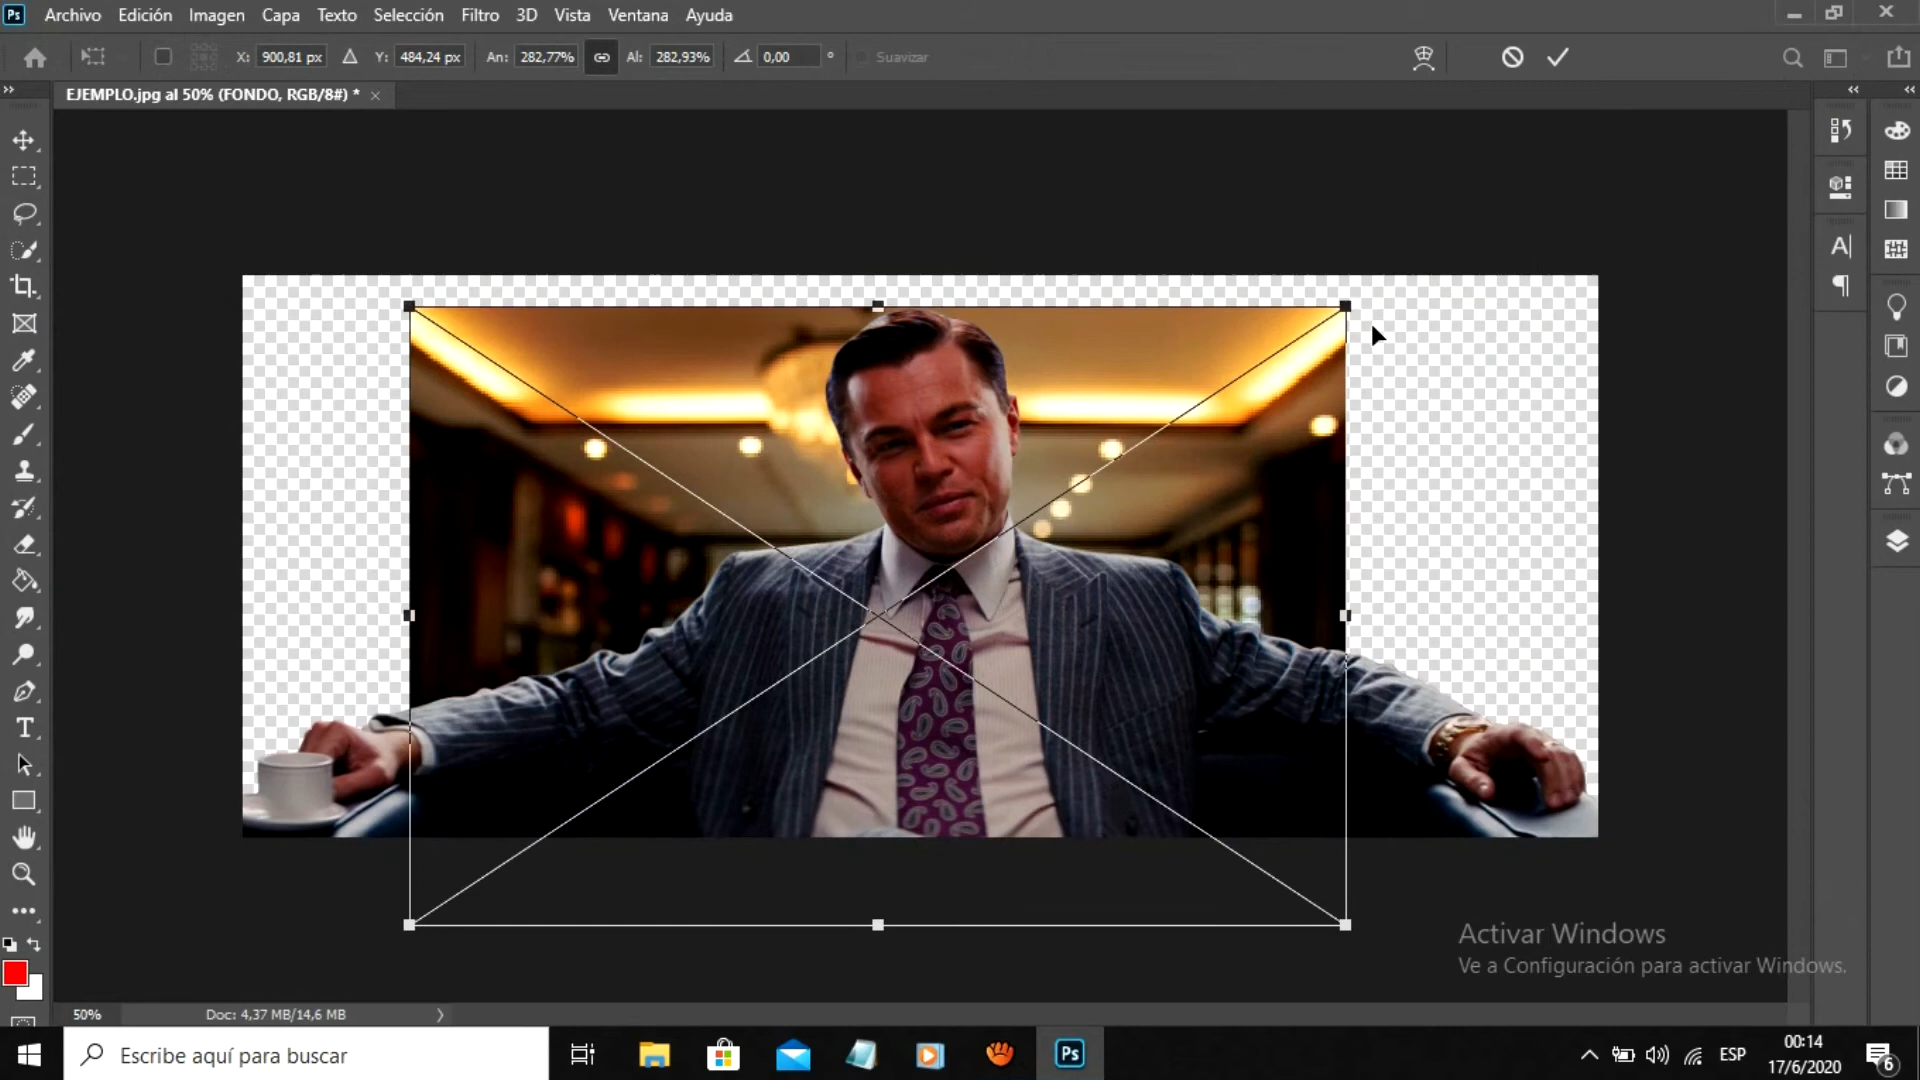 Ps Archivo Edición Imagen Capa Texto Selección Filtro 3D Vista Ventana Ayuda
X: 900,81 px Y: 484,24 px An: 282,77% Al: 282,93% 0,00 ° Suavizar
EJEMPLO.jpg al 50% (FONDO, RGB/8#) * ×
Activar Windows
Ve a Configuración para activar Windows.
50% Doc: 4,37 MB/14,6 MB
Escribe aquí para buscar
Ps
ESP
00:14
17/6/2020
6